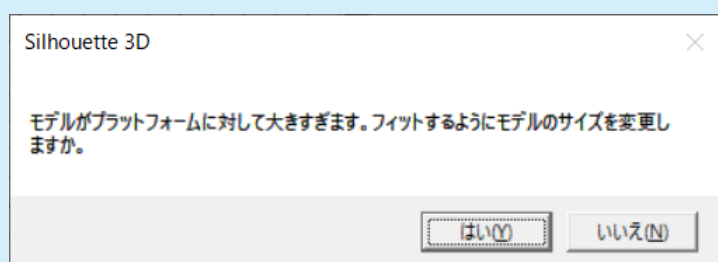 Silhouette 3D
モデルがプラットフォームに対して大きすぎます。フィットするようにモデルのサイズを変更し
ますか。
はい(Y)
いいえ(N)